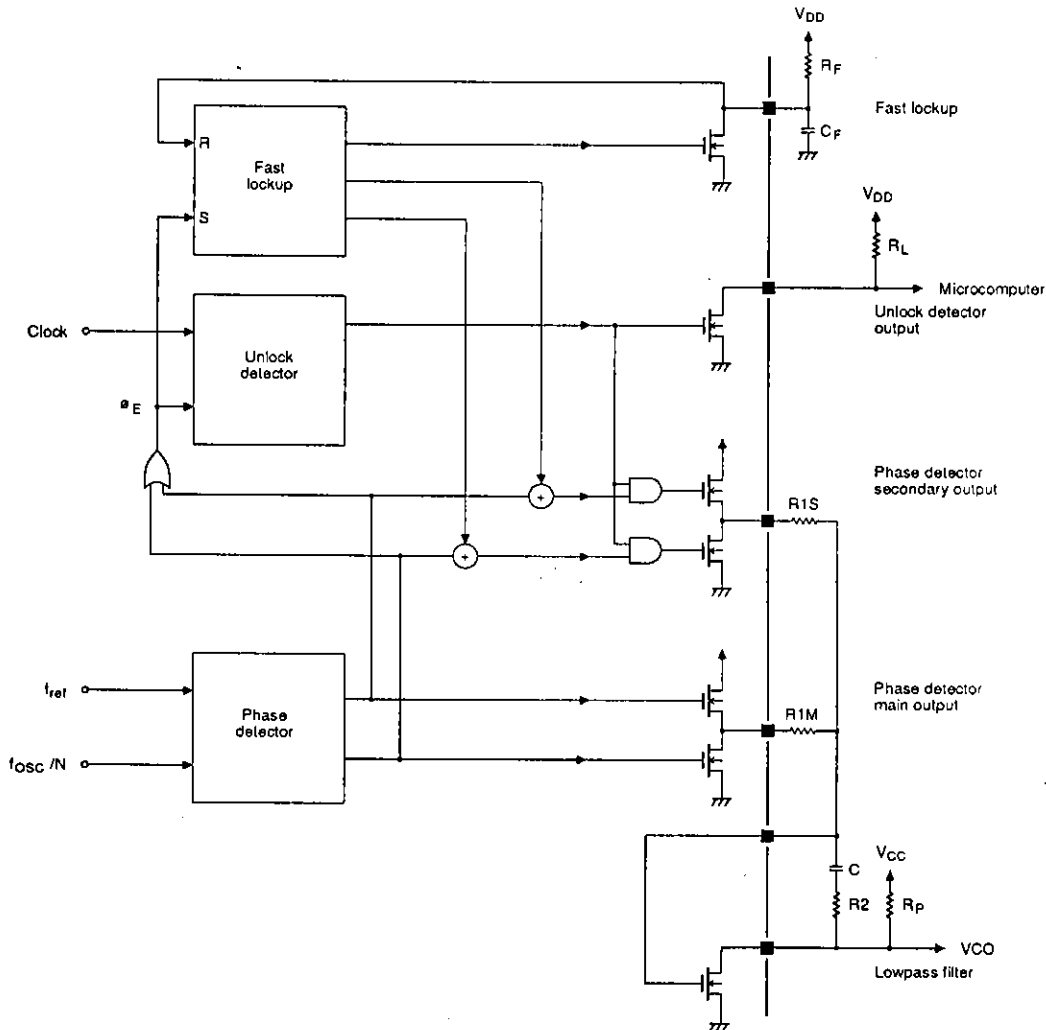 VDD
RF
Fast lockup
CF
R
Fast
lockup
S
VDD
RL
Microcomputer
Unlock detector
output
Clock
Unlock
detector
øE
+
Phase detector
secondary output
R1S
+
fref
Phase
detector
fosc /N
Phase detector
main output
R1M
VCC
C
R2
RP
VCO
Lowpass filter